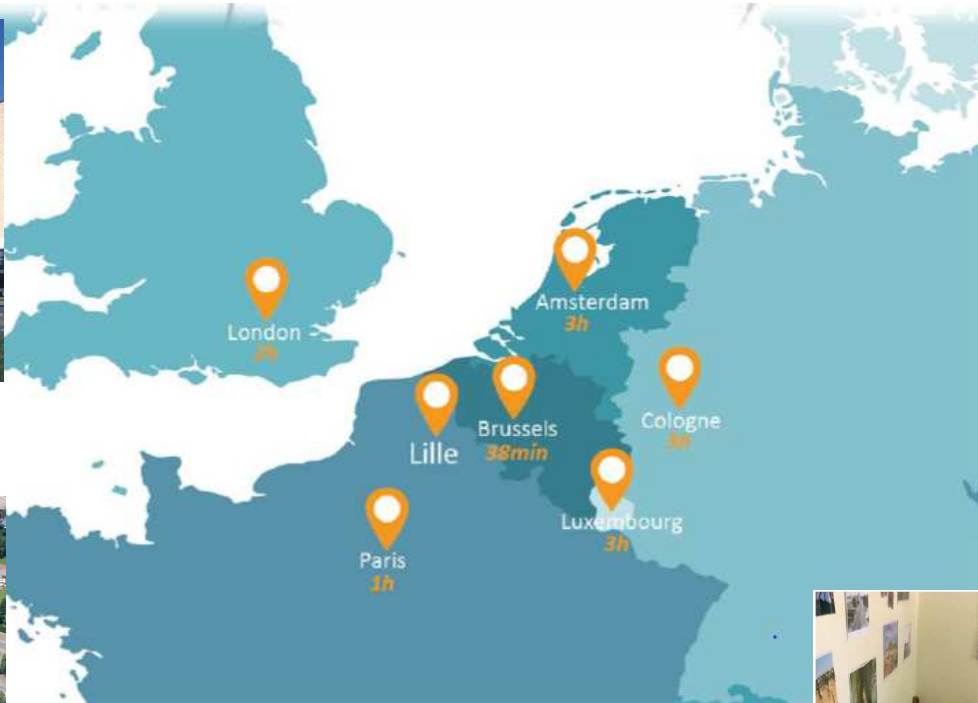 Amsterdam
3h
London
2h
Cologne
3h
Brussels
38min
Lille
Luxembourg
3h
Paris
1h